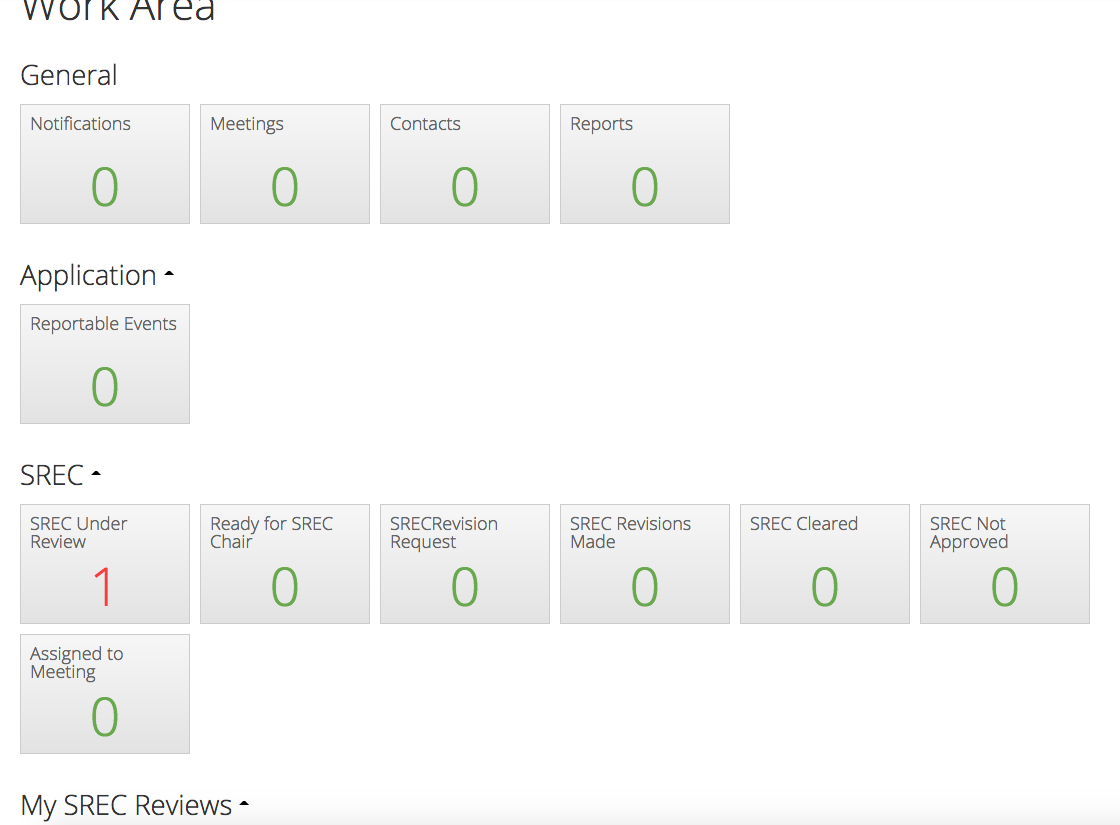 Work Area
General
Notifications
0
Meetings
0
Contacts
0
Reports
0
Application
Reportable Events
0
SREC
SREC Under
Review
1
Ready for SREC
Chair
0
SRECRevision
Request
0
SREC Revisions
Made
0
SREC Cleared
0
SREC Not
Approved
0
Assigned to
Meeting
0
My SREC Reviews